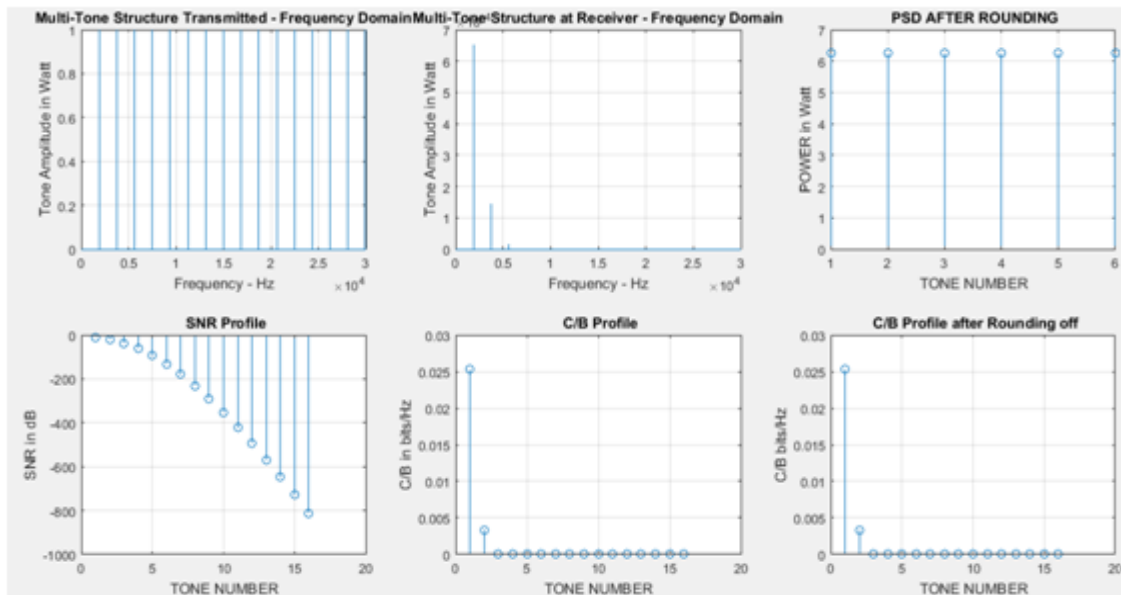 Multi-Tone Structure Transmitted - Frequency Domain
1
0.8
0.6
0.4
0.2
0
Tone Amplitude in Watt
0 0.5 1 1.5 2 2.5 3
Frequency - Hz ×10⁴
Multi-Tone Structure at Receiver - Frequency Domain
7
6
5
4
3
2
1
0
Tone Amplitude in Watt
0 0.5 1 1.5 2 2.5 3
Frequency - Hz ×10⁴
PSD AFTER ROUNDING
7
6
5
4
3
2
1
0
POWER in Watt
1 2 3 4 5 6
TONE NUMBER
SNR Profile
0
-200
-400
-600
-800
-1000
SNR in dB
0 5 10 15 20
TONE NUMBER
C/B Profile
0.03
0.025
0.02
0.015
0.01
0.005
0
C/B in bits/Hz
0 5 10 15 20
TONE NUMBER
C/B Profile after Rounding off
0.03
0.025
0.02
0.015
0.01
0.005
0
C/B bits/Hz
0 5 10 15 20
TONE NUMBER